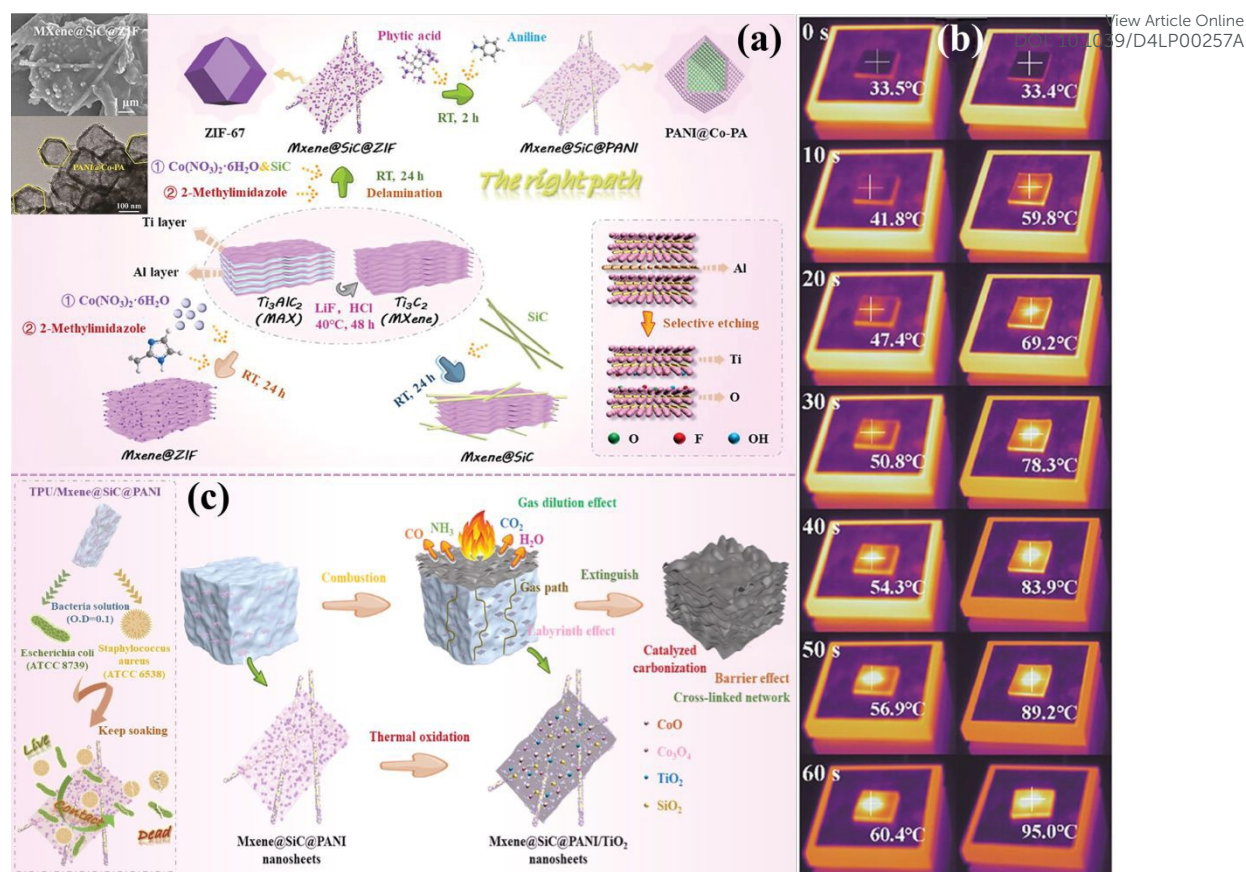 View Article Online
DOI: 10.1039/D4LP00257A
MXene@SiC@ZIF
μm
PANI@Co-PA
100 nm
(a)
Phytic acid
Aniline
RT, 2 h
ZIF-67
Mxene@SiC@ZIF
Mxene@SiC@PANI
PANI@Co-PA
① Co(NO₃)₂·6H₂O&SiC
② 2-Methylimidazole
RT, 24 h
Delamination
The right path
Ti layer
Al layer
Ti₃AlC₂
(MAX)
LiF, HCl
40°C, 48 h
Ti₃C₂
(MXene)
① Co(NO₃)₂·6H₂O
② 2-Methylimidazole
RT, 24 h
Mxene@ZIF
SiC
RT, 24 h
Mxene@SiC
Al
Selective etching
Ti
O
O F OH
(b)
0 s
33.5°C 33.4°C
10 s
41.8°C 59.8°C
20 s
47.4°C 69.2°C
30 s
50.8°C 78.3°C
40 s
54.3°C 83.9°C
50 s
56.9°C 89.2°C
60 s
60.4°C 95.0°C
(c)
TPU/Mxene@SiC@PANI
Bacteria solution
(O.D=0.1)
Escherichia coli
(ATCC 8739)
Staphylococcus
aureus
(ATCC 6538)
Keep soaking
Live
Contact
Dead
Combustion
Gas dilution effect
CO NH₃ CO₂ H₂O
Gas path
Labyrinth effect
Extinguish
Catalyzed
carbonization
Barrier effect
Cross-linked network
Thermal oxidation
CoO
Co₃O₄
TiO₂
SiO₂
Mxene@SiC@PANI
nanosheets
Mxene@SiC@PANI/TiO₂
nanosheets